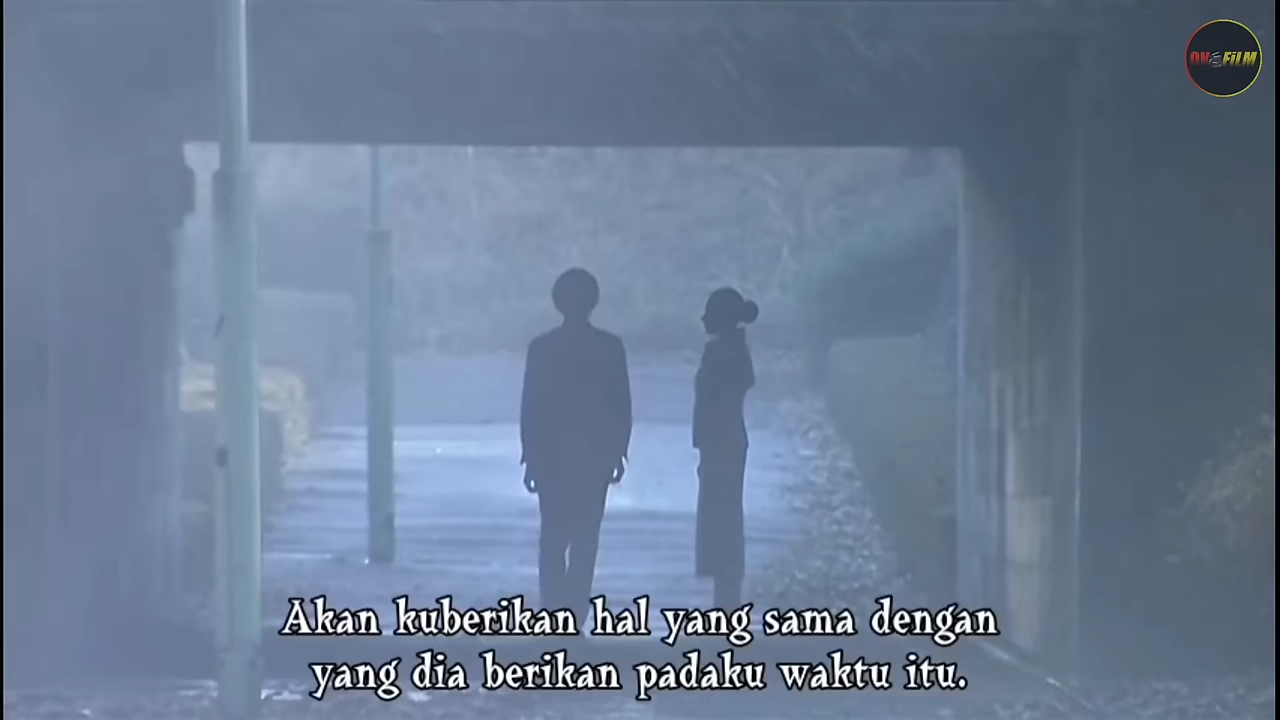 Akan kuberikan hal yang sama dengan
yang dia berikan padaku waktu itu.